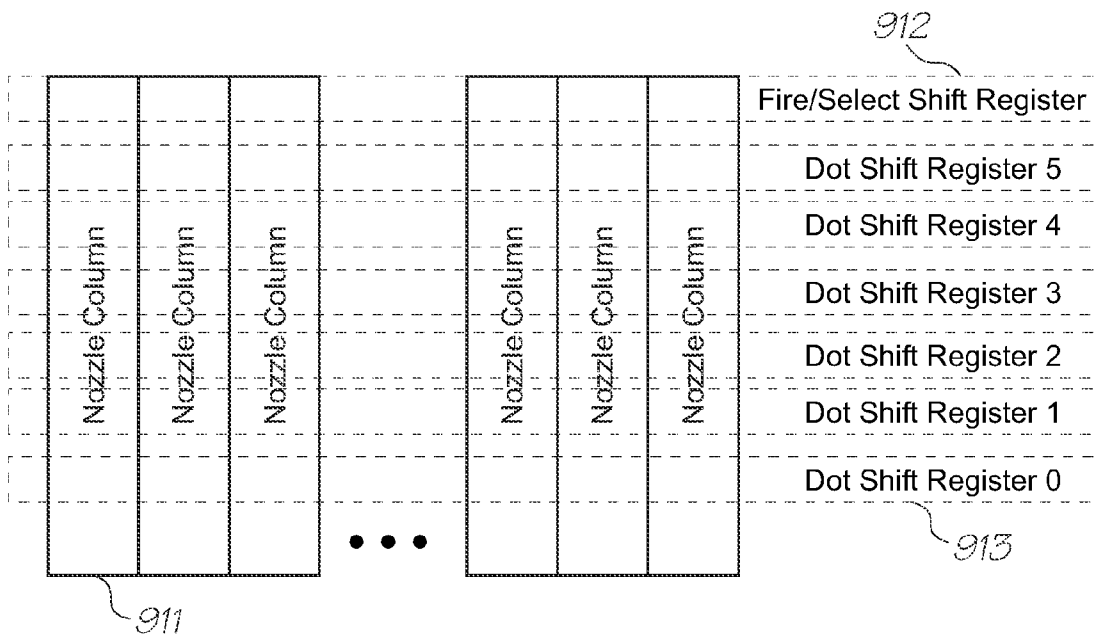 912
Fire/Select Shift Register
Dot Shift Register 5
Dot Shift Register 4
Dot Shift Register 3
Dot Shift Register 2
Dot Shift Register 1
Dot Shift Register 0
Nozzle Column
Nozzle Column
Nozzle Column
Nozzle Column
Nozzle Column
Nozzle Column
913
911